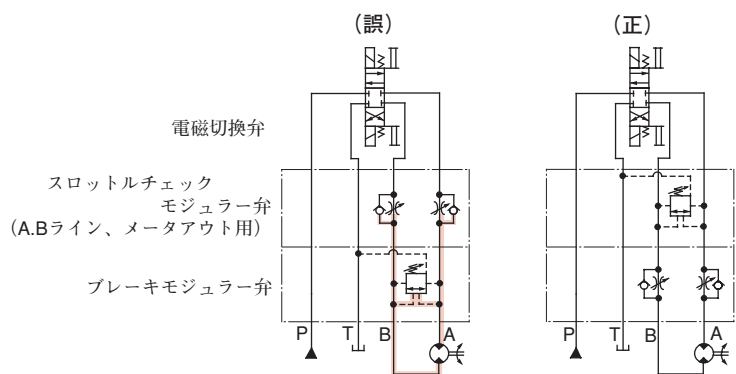 (誤)
(正)
電磁切換弁
スロットルチェック
モジュラー弁
(A.Bライン、メータアウト用)
ブレーキモジュラー弁
P T B A
P T B A